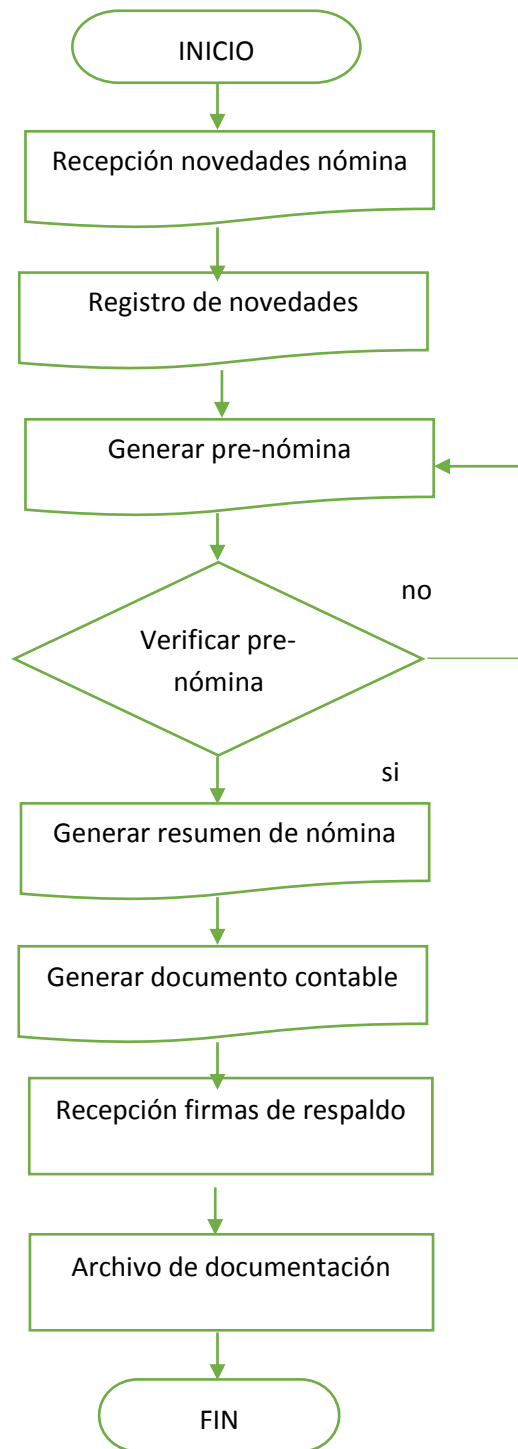 INICIO
Recepción novedades nómina
Registro de novedades
Generar pre-nómina
no
Verificar pre-
nómina
si
Generar resumen de nómina
Generar documento contable
Recepción firmas de respaldo
Archivo de documentación
FIN